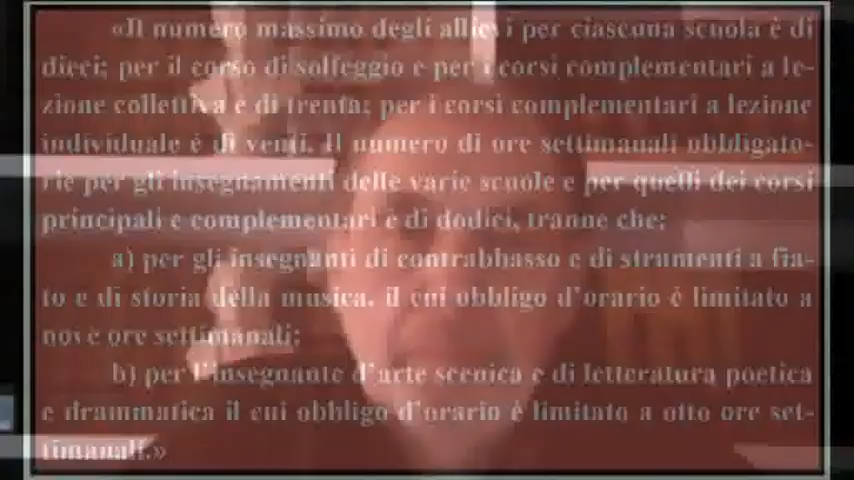 «Il numero massimo degli allievi per ciascuna scuola è di
dieci; per il corso di solfeggio e per i corsi complementari a le-
zione collettiva e di trenta; per i corsi complementari a lezione
individuale è di venti. Il numero di ore settimanali obbligato-
rie per gli insegnamenti delle varie scuole e per quelli dei corsi
principali e complementari è di dodici, tranne che:
a) per gli insegnanti di contrabbasso e di strumenti a fia-
to e di storia della musica, il cui obbligo d'orario è limitato a
nove ore settimanali;
b) per l'insegnante d'arte scenica e di letteratura poetica
e drammatica il cui obbligo d'orario è limitato a otto ore set-
timanali.»